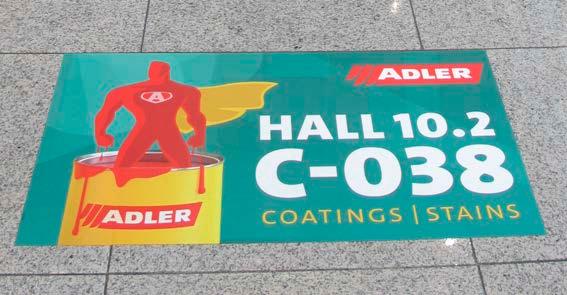 ADLER
HALL 10.2
C-038
COATINGS | STAINS
A
ADLER